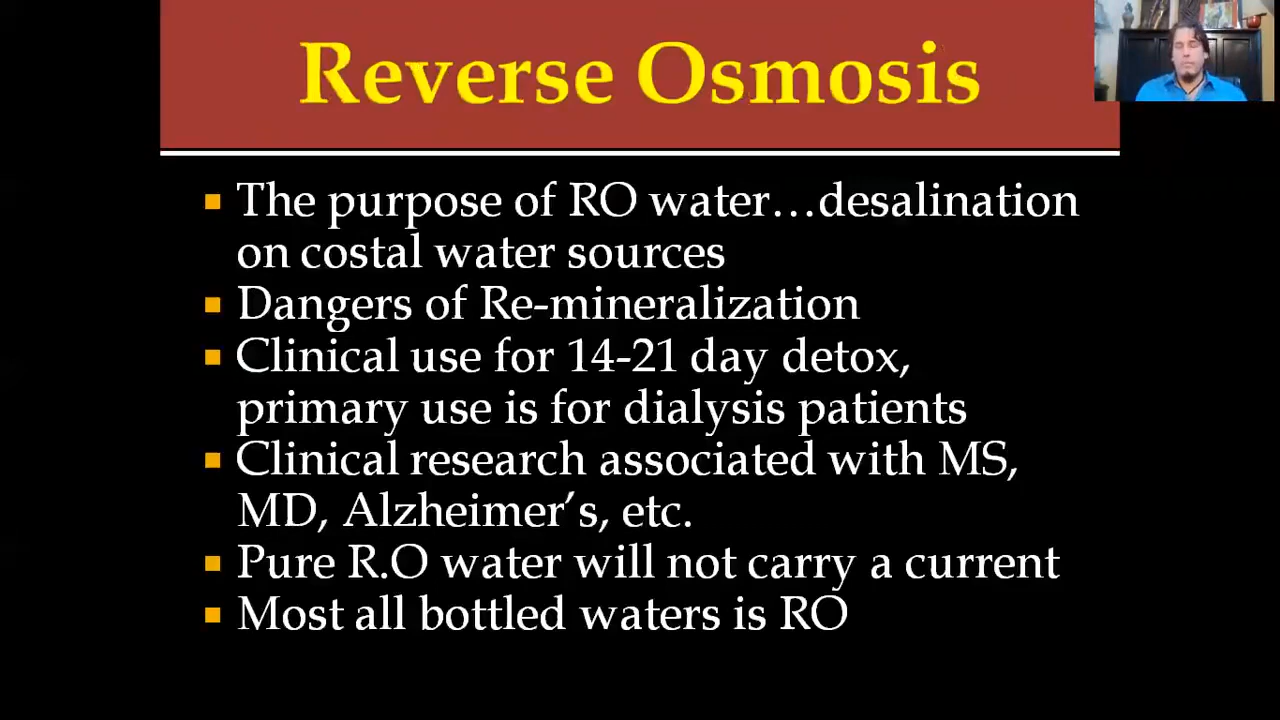 Reverse Osmosis
The purpose of RO water...desalination
on costal water sources
Dangers of Re-mineralization
Clinical use for 14-21 day detox,
primary use is for dialysis patients
Clinical research associated with MS,
MD, Alzheimer's, etc.
Pure R.O water will not carry a current
Most all bottled waters is RO